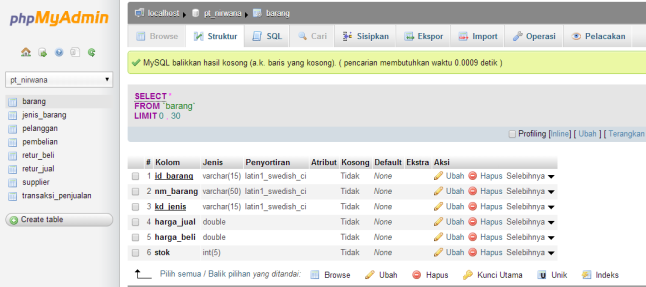 phpMyAdmin
pt_nirwana
barang
jenis_barang
pelanggan
pembelian
retur_beli
retur_jual
supplier
transaksi_penjualan
Create table
localhost » pt_nirwana » barang
Browse Struktur SQL Cari Sisipkan Ekspor Import Operasi Pelacakan
MySQL balikkan hasil kosong (a.k. baris yang kosong). ( pencarian membutuhkan waktu 0.0009 detik )
SELECT *
FROM `barang`
LIMIT 0 , 30
Profiling [Inline] [ Ubah ] [ Terangkan
# Kolom Jenis Penyortiran Atribut Kosong Default Ekstra Aksi
1 id_barang varchar(15) latin1_swedish_ci Tidak None Ubah Hapus Selebihnya
2 nm_barang varchar(50) latin1_swedish_ci Tidak None Ubah Hapus Selebihnya
3 kd_jenis varchar(15) latin1_swedish_ci Tidak None Ubah Hapus Selebihnya
4 harga_jual double Tidak None Ubah Hapus Selebihnya
5 harga_beli double Tidak None Ubah Hapus Selebihnya
6 stok int(5) Tidak None Ubah Hapus Selebihnya
Pilih semua / Balik pilihan yang ditandai: Browse Ubah Hapus Kunci Utama Unik Indeks